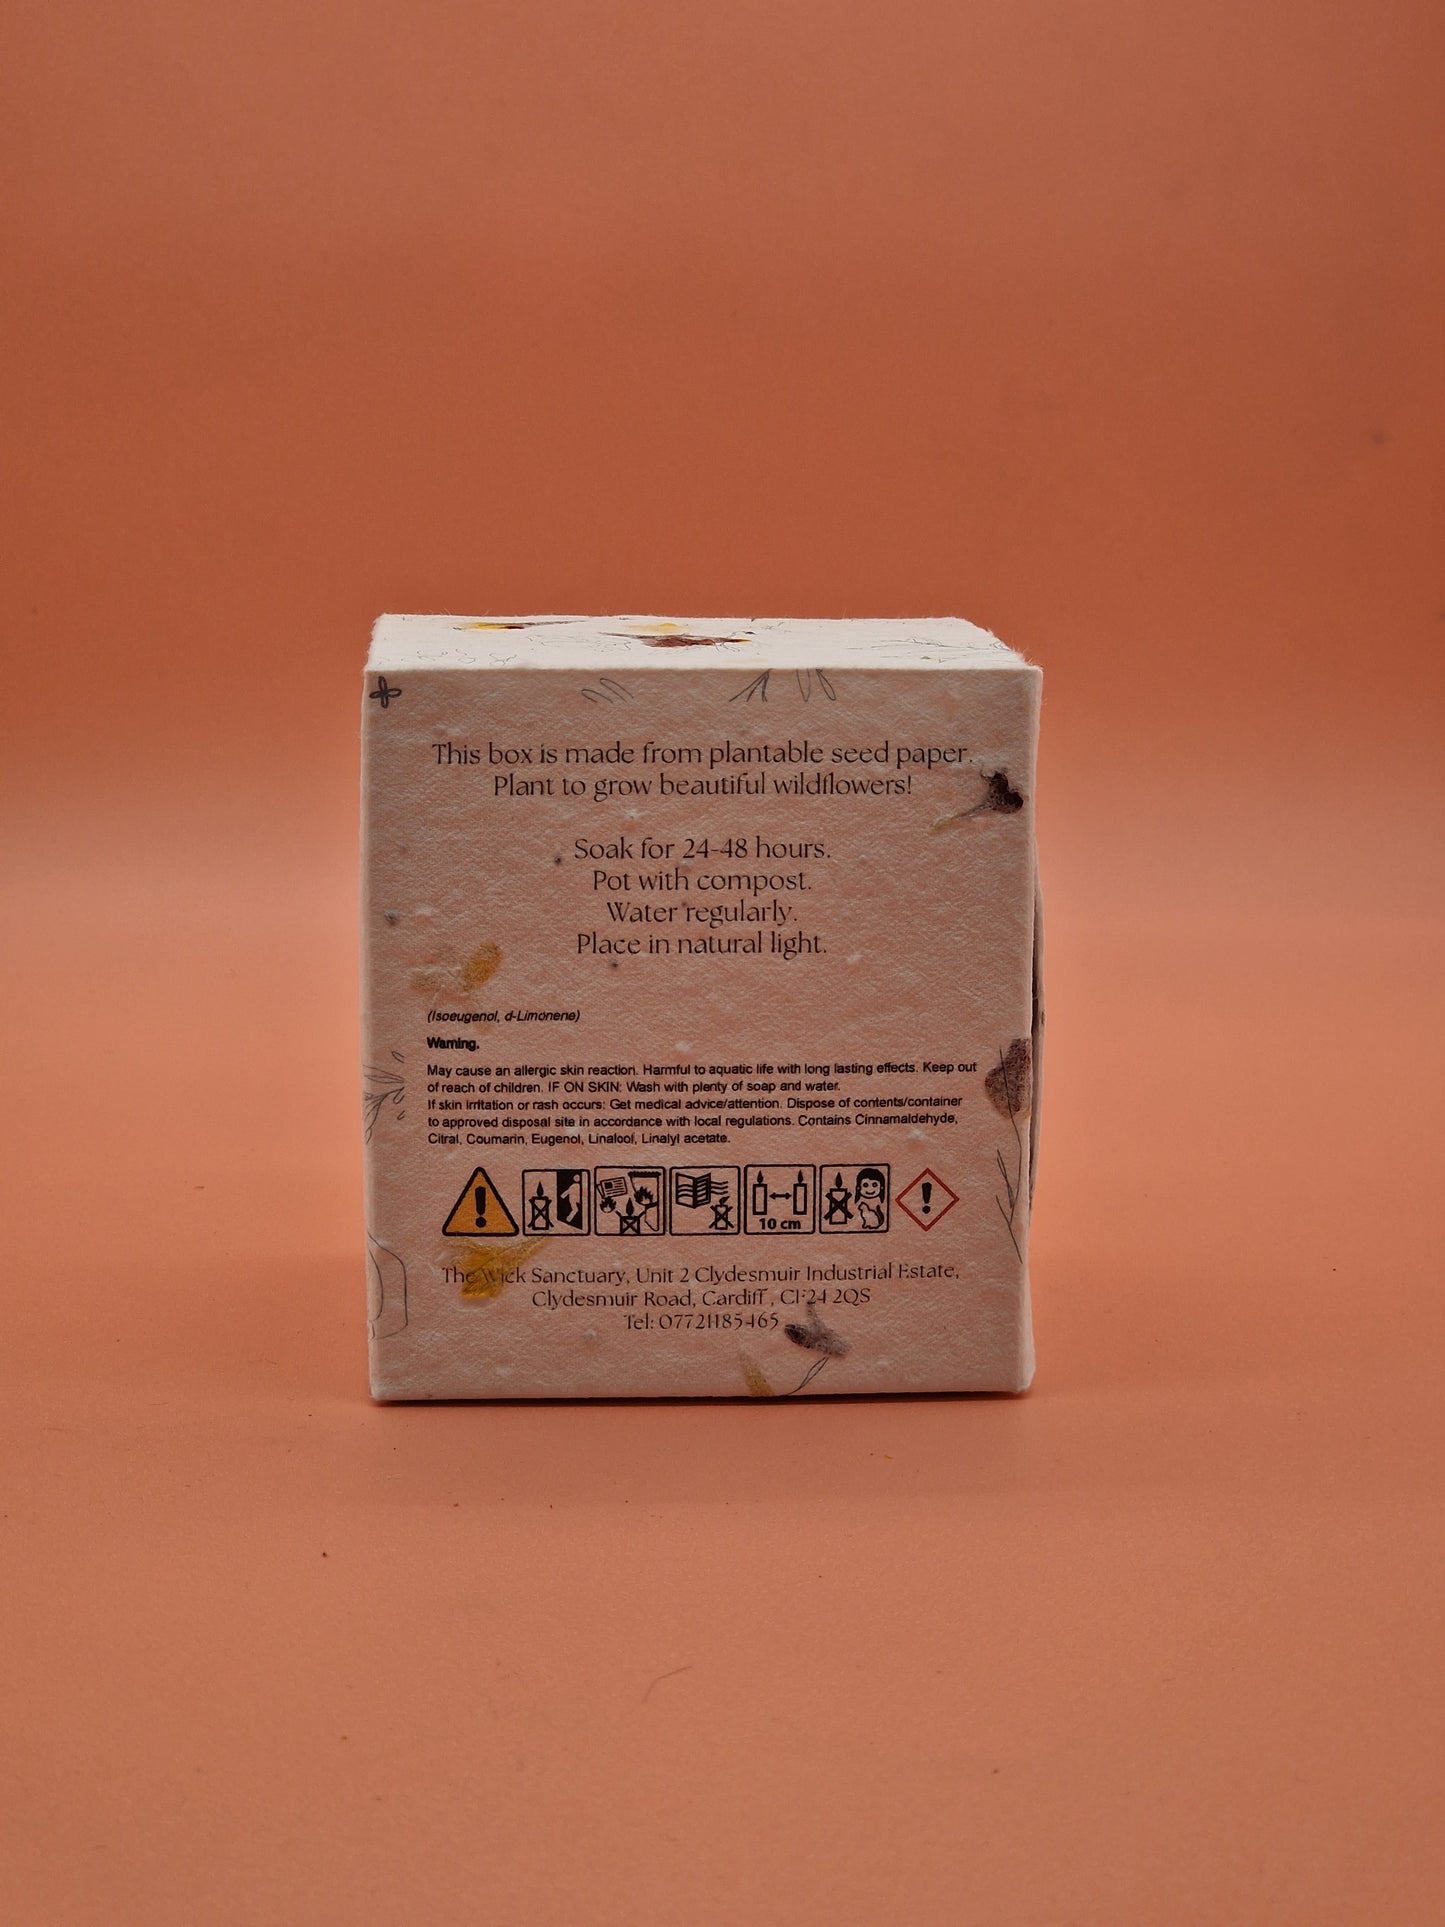 This box is made from plantable seed paper.
Plant to grow beautiful wildflowers!
Soak for 24-48 hours.
Pot with compost.
Water regularly.
Place in natural light.
(Isoeugenol, d-Limonene)
Warning.
May cause an allergic skin reaction. Harmful to aquatic life with long lasting effects. Keep out
of reach of children. IF ON SKIN: Wash with plenty of soap and water.
If skin irritation or rash occurs: Get medical advice/attention. Dispose of contents/container
to approved disposal site in accordance with local regulations. Contains Cinnamaldehyde,
Citral, Coumarin, Eugenol, Linalool, Linalyl acetate.
10 cm
The Wick Sanctuary, Unit 2 Clydesmuir Industrial Estate,
Clydesmuir Road, Cardiff , CF24 2QS
Tel: 07721185465